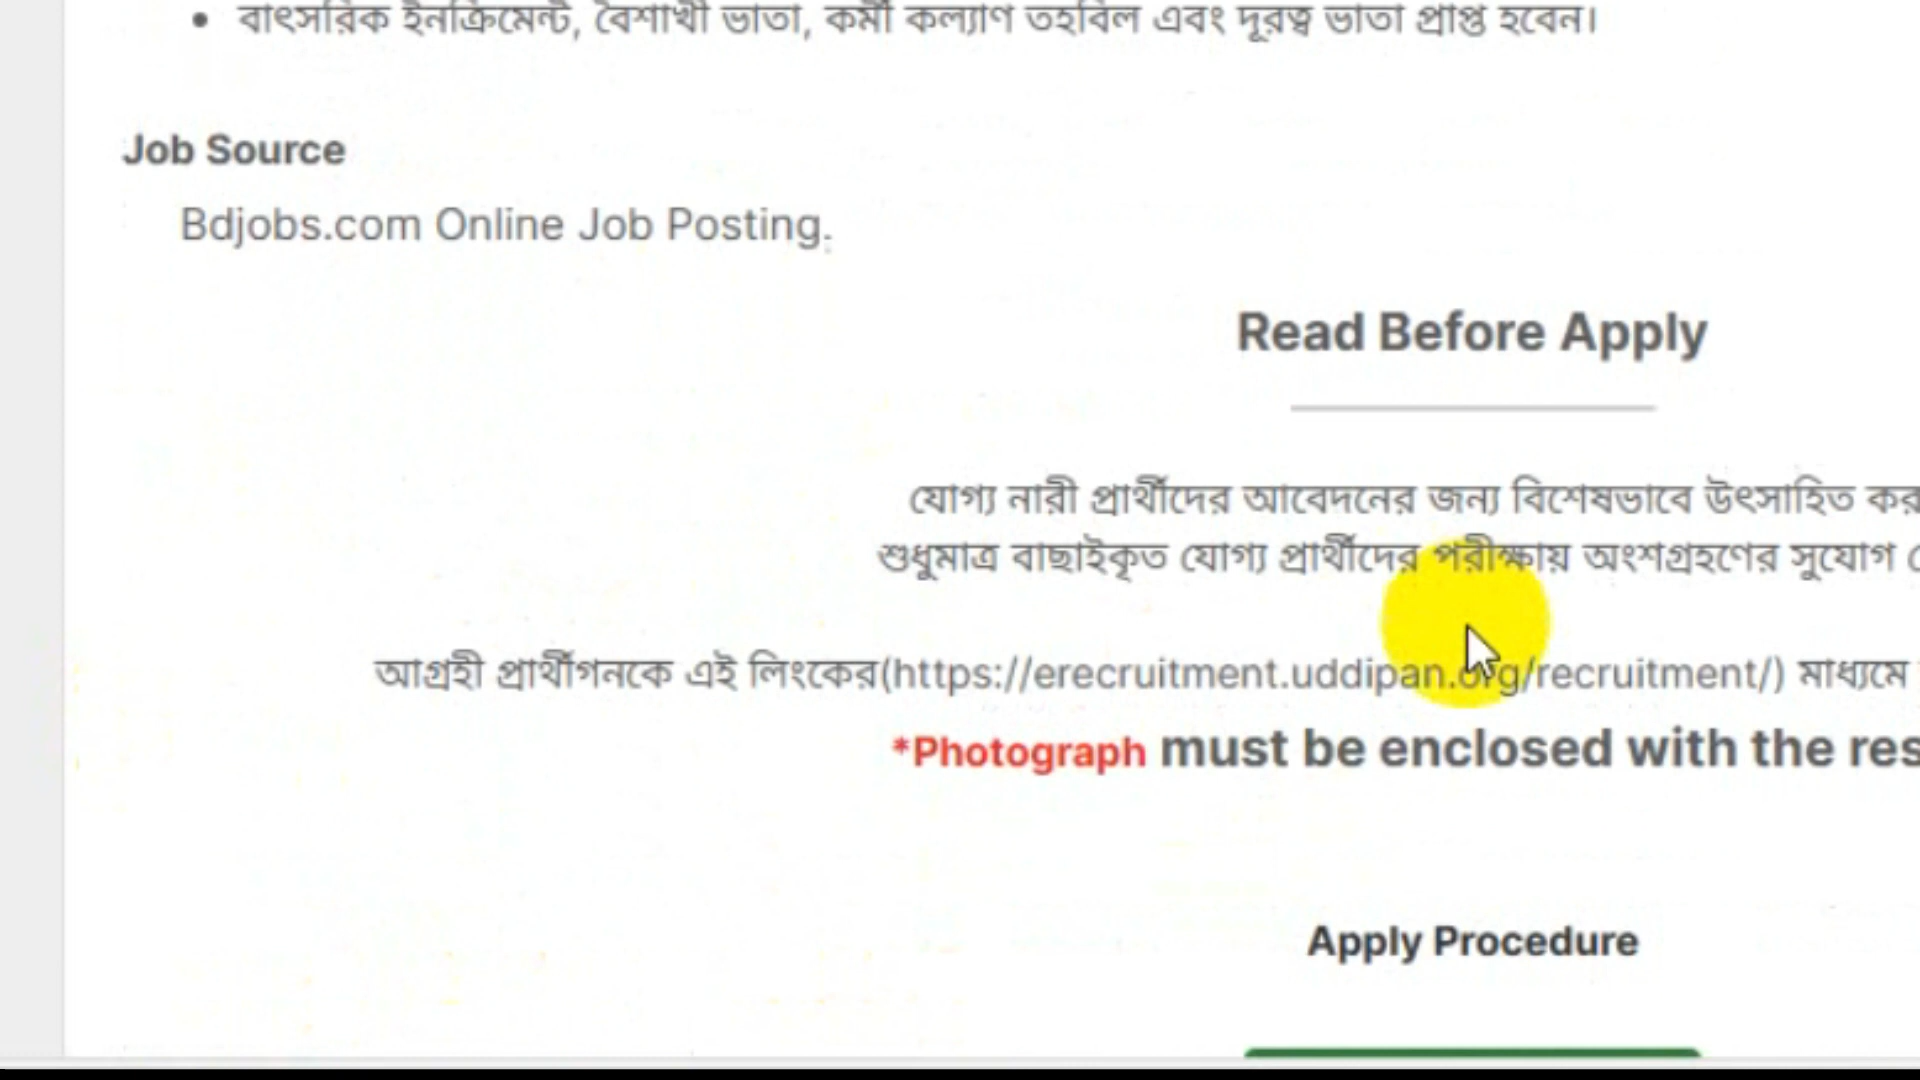 • বাৎসরিক ইনক্রিমেন্ট, বৈশাখী ভাতা, কর্মী কল্যাণ তহবিল এবং দূরত্ব ভাতা প্রাপ্ত হবেন।
Job Source
Bdjobs.com Online Job Posting.
Read Before Apply
যোগ্য নারী প্রার্থীদের আবেদনের জন্য বিশেষভাবে উৎসাহিত
শুধুমাত্র বাছাইকৃত যোগ্য প্রার্থীদের পরীক্ষায় অংশগ্রহণের সুযোগ
আগ্রহী প্রার্থীগনকে এই লিংকের(https://erecruitment.uddipan.org/recruitment/) মাধ্যমে
*Photograph must be enclosed with the
Apply Procedure